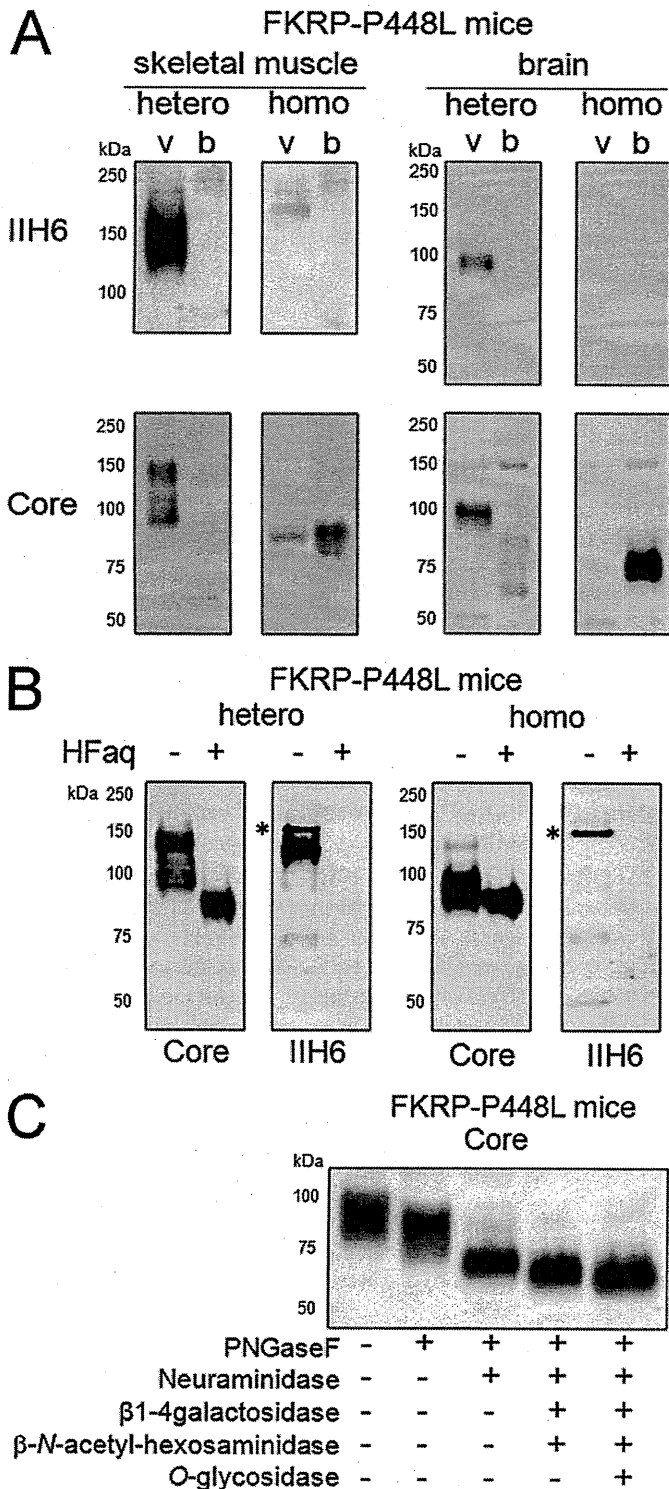 A
FKRP-P448L mice
skeletal muscle brain
hetero homo hetero homo
v b v b v b v b
kDa kDa
IIH6
250
150
100
250
150
100
75
50
Core
250
150
100
75
50
250
150
100
75
50
B
FKRP-P448L mice
hetero homo
HFaq - + - + - + - +
kDa
250
150
100
75
50
*
250
150
100
75
50
*
Core IIH6 Core IIH6
C
FKRP-P448L mice
Core
kDa
100
75
50
PNGaseF - + + + +
Neuraminidase - - + + +
β1-4galactosidase - - - + +
β-N-acetyl-hexosaminidase - - - + +
O-glycosidase - - - - +